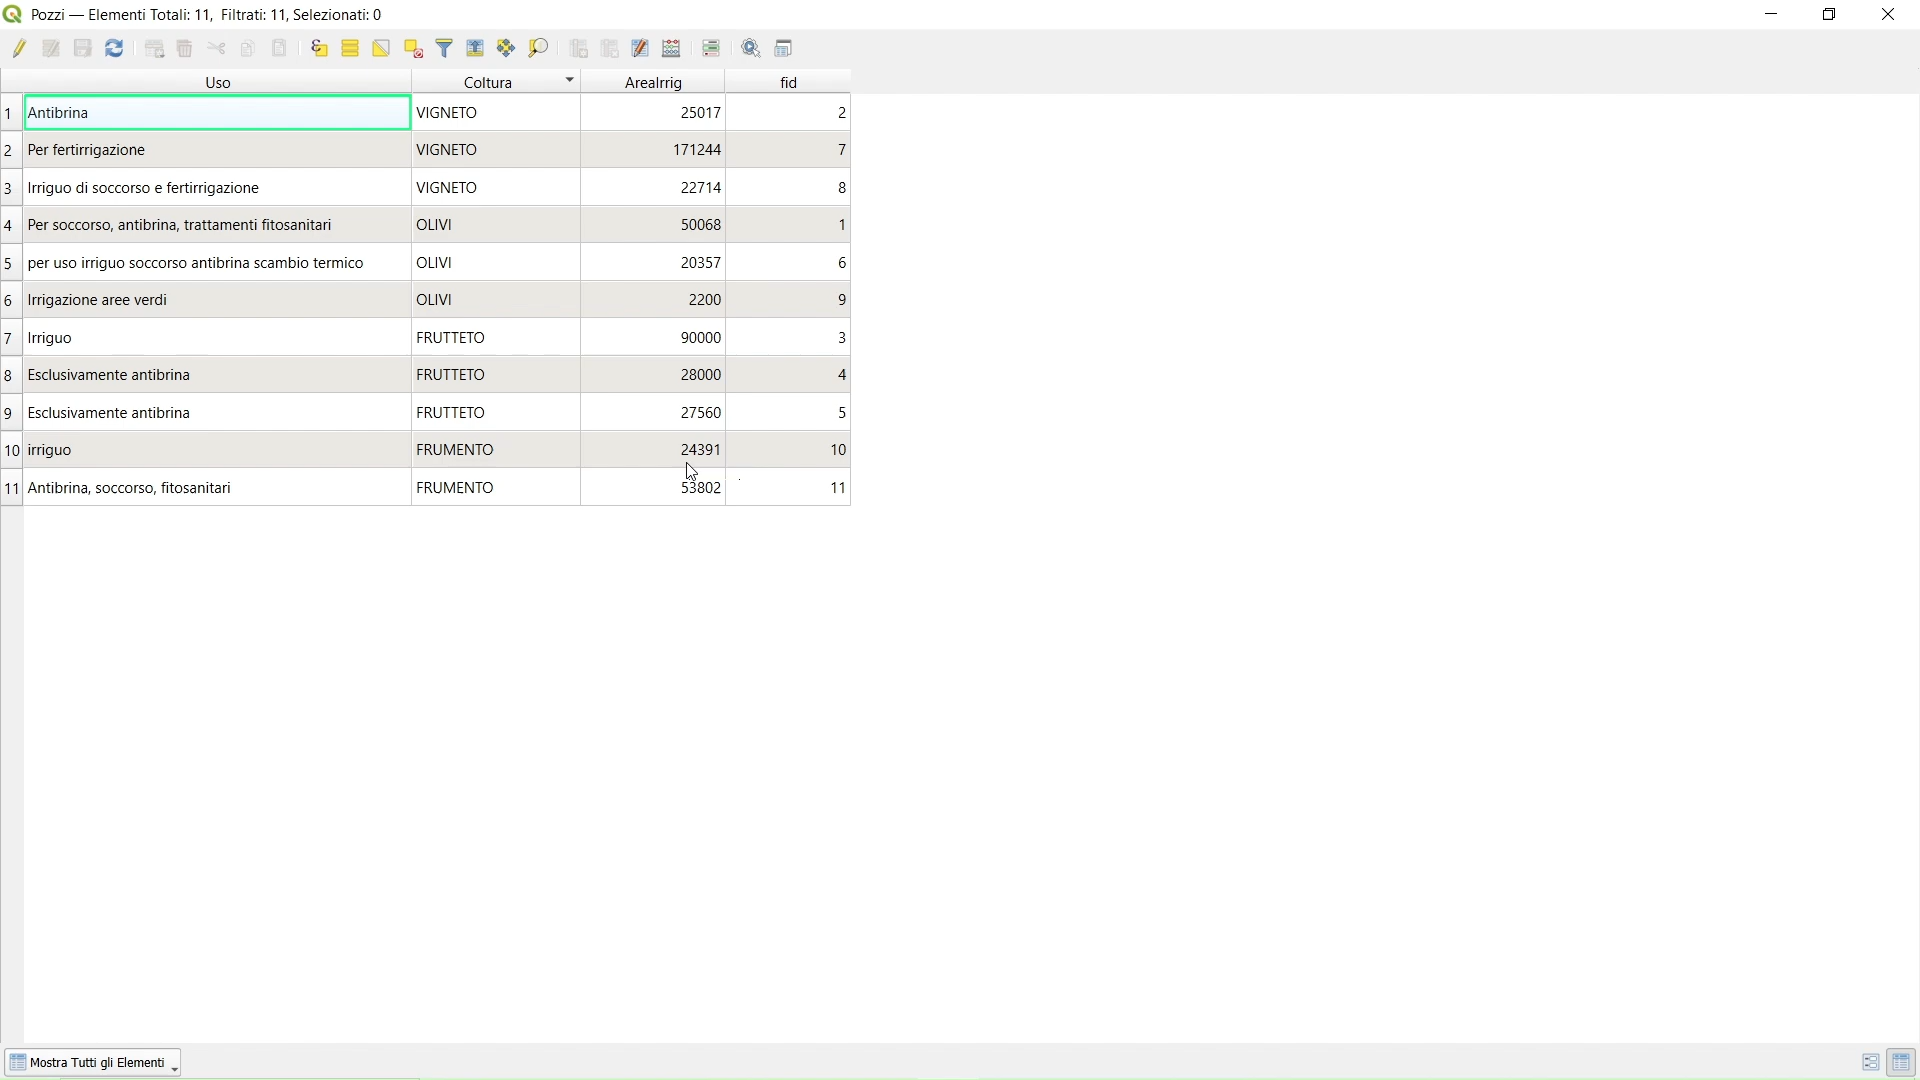 Pozzi — Elementi Totali: 11, Filtrati: 11, Selezionati: 0
Uso Coltura AreaIrrig fid
1 Antibrina VIGNETO 25017 2
2 Per fertirrigazione VIGNETO 171244 7
3 Irriguo di soccorso e fertirrigazione VIGNETO 22714 8
4 Per soccorso, antibrina, trattamenti fitosanitari OLIVI 50068 1
5 per uso irriguo soccorso antibrina scambio termico OLIVI 20357 6
6 Irrigazione aree verdi OLIVI 2200 9
7 Irriguo FRUTTETO 90000 3
8 Esclusivamente antibrina FRUTTETO 28000 4
9 Esclusivamente antibrina FRUTTETO 27560 5
10 irriguo FRUMENTO 24391 10
11 Antibrina, soccorso, fitosanitari FRUMENTO 53802 11
Mostra Tutti gli Elementi